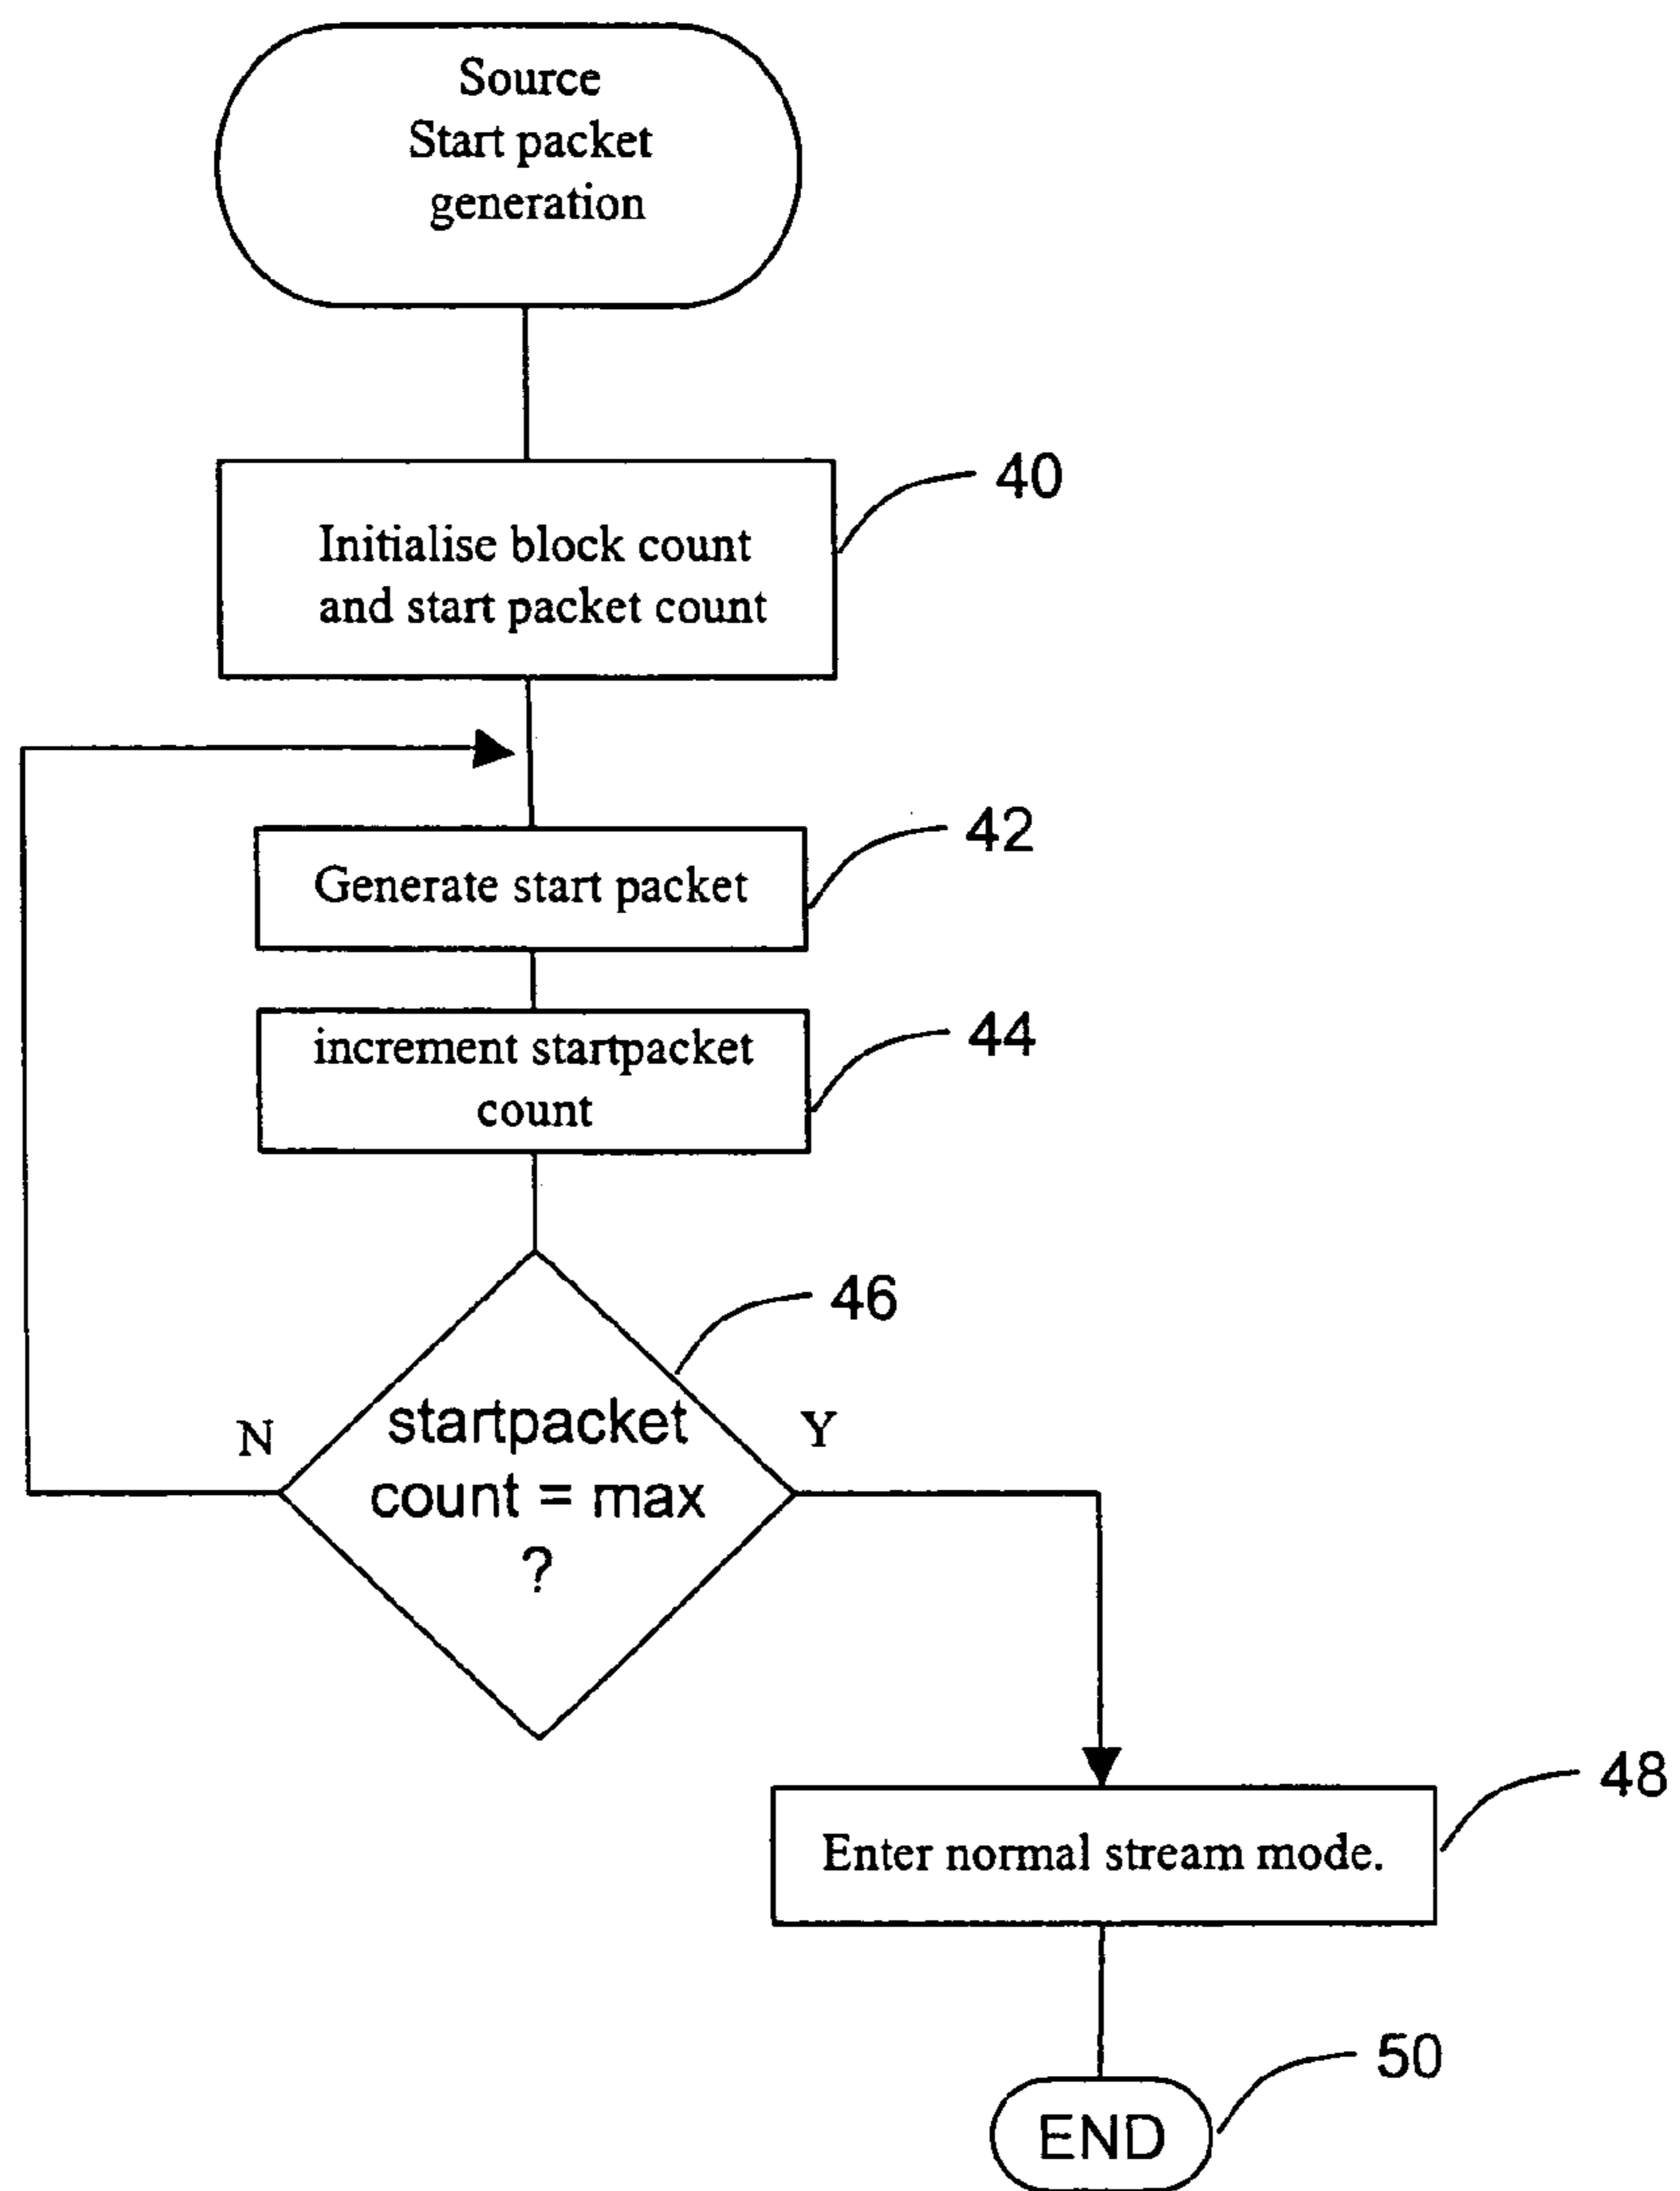 Source
Start packet
generation
40
Initialise block count
and start packet count
42
Generate start packet
44
increment startpacket
count
46
startpacket
count = max
?
N
Y
48
Enter normal stream mode.
50
END